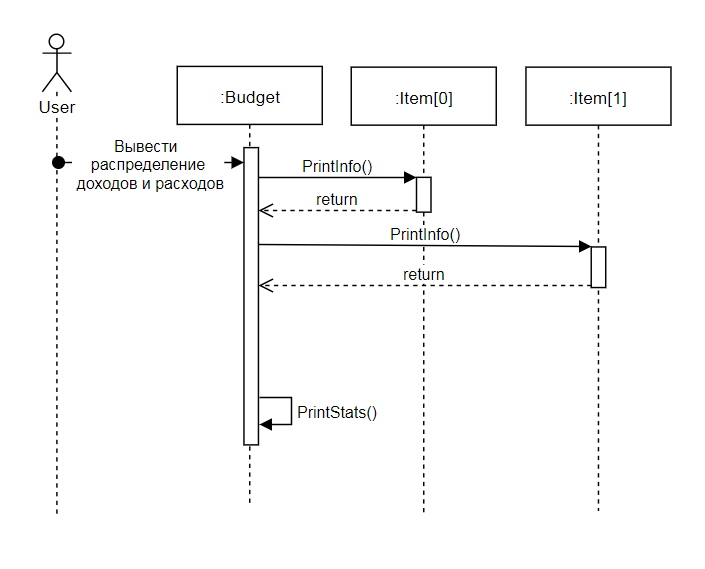 User
:Budget
:Item[0]
:Item[1]
Вывести
распределение
доходов и расходов
PrintInfo()
return
PrintInfo()
return
PrintStats()